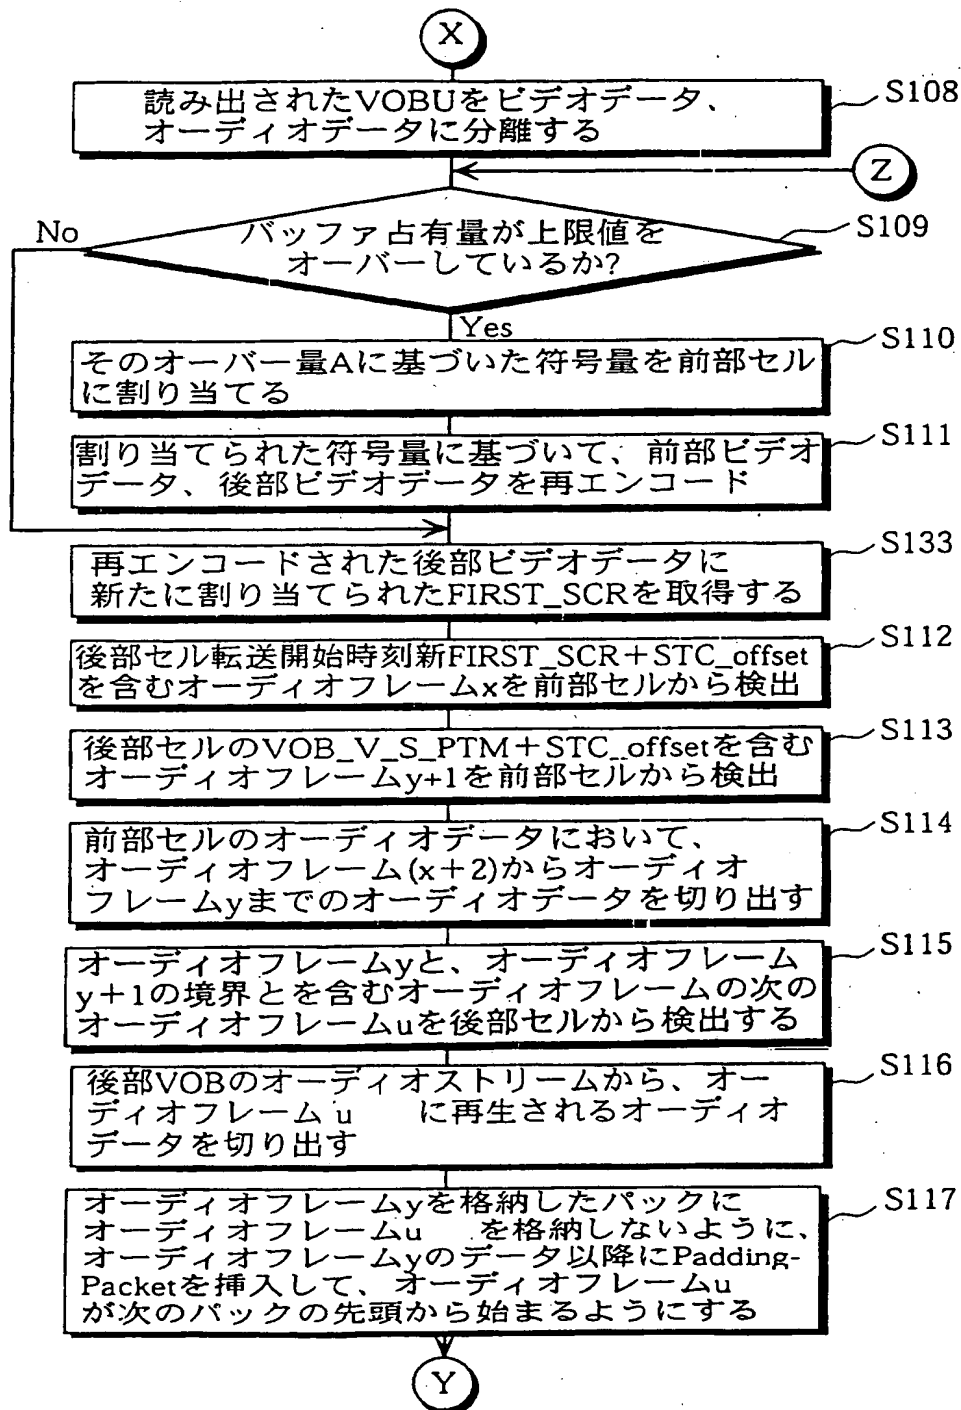 X
読み出されたVOBUをビデオデータ、
オーディオデータに分離する
S108
Z
バッファ占有量が上限値を
オーバーしているか?
S109
No
Yes
そのオーバー量Aに基づいた符号量を前部セル
に割り当てる
S110
割り当てられた符号量に基づいて、前部ビデオ
データ、後部ビデオデータを再エンコード
S111
再エンコードされた後部ビデオデータに
新たに割り当てられたFIRST_SCRを取得する
S133
後部セル転送開始時刻新FIRST_SCR+STC_offset
を含むオーディオフレームxを前部セルから検出
S112
後部セルのVOB_V_S_PTM+STC_offsetを含む
オーディオフレームy+1を前部セルから検出
S113
前部セルのオーディオデータにおいて、
オーディオフレーム(x+2)からオーディオ
フレームyまでのオーディオデータを切り出す
S114
オーディオフレームyと、オーディオフレーム
y+1の境界とを含むオーディオフレームの次の
オーディオフレームuを後部セルから検出する
S115
後部VOBのオーディオストリームから、オー
ディオフレーム u に再生されるオーディオ
データを切り出す
S116
オーディオフレームyを格納したパックに
オーディオフレームu を格納しないように、
オーディオフレームyのデータ以降にPadding-
Packetを挿入して、オーディオフレームu
が次のパックの先頭から始まるようにする
S117
Y